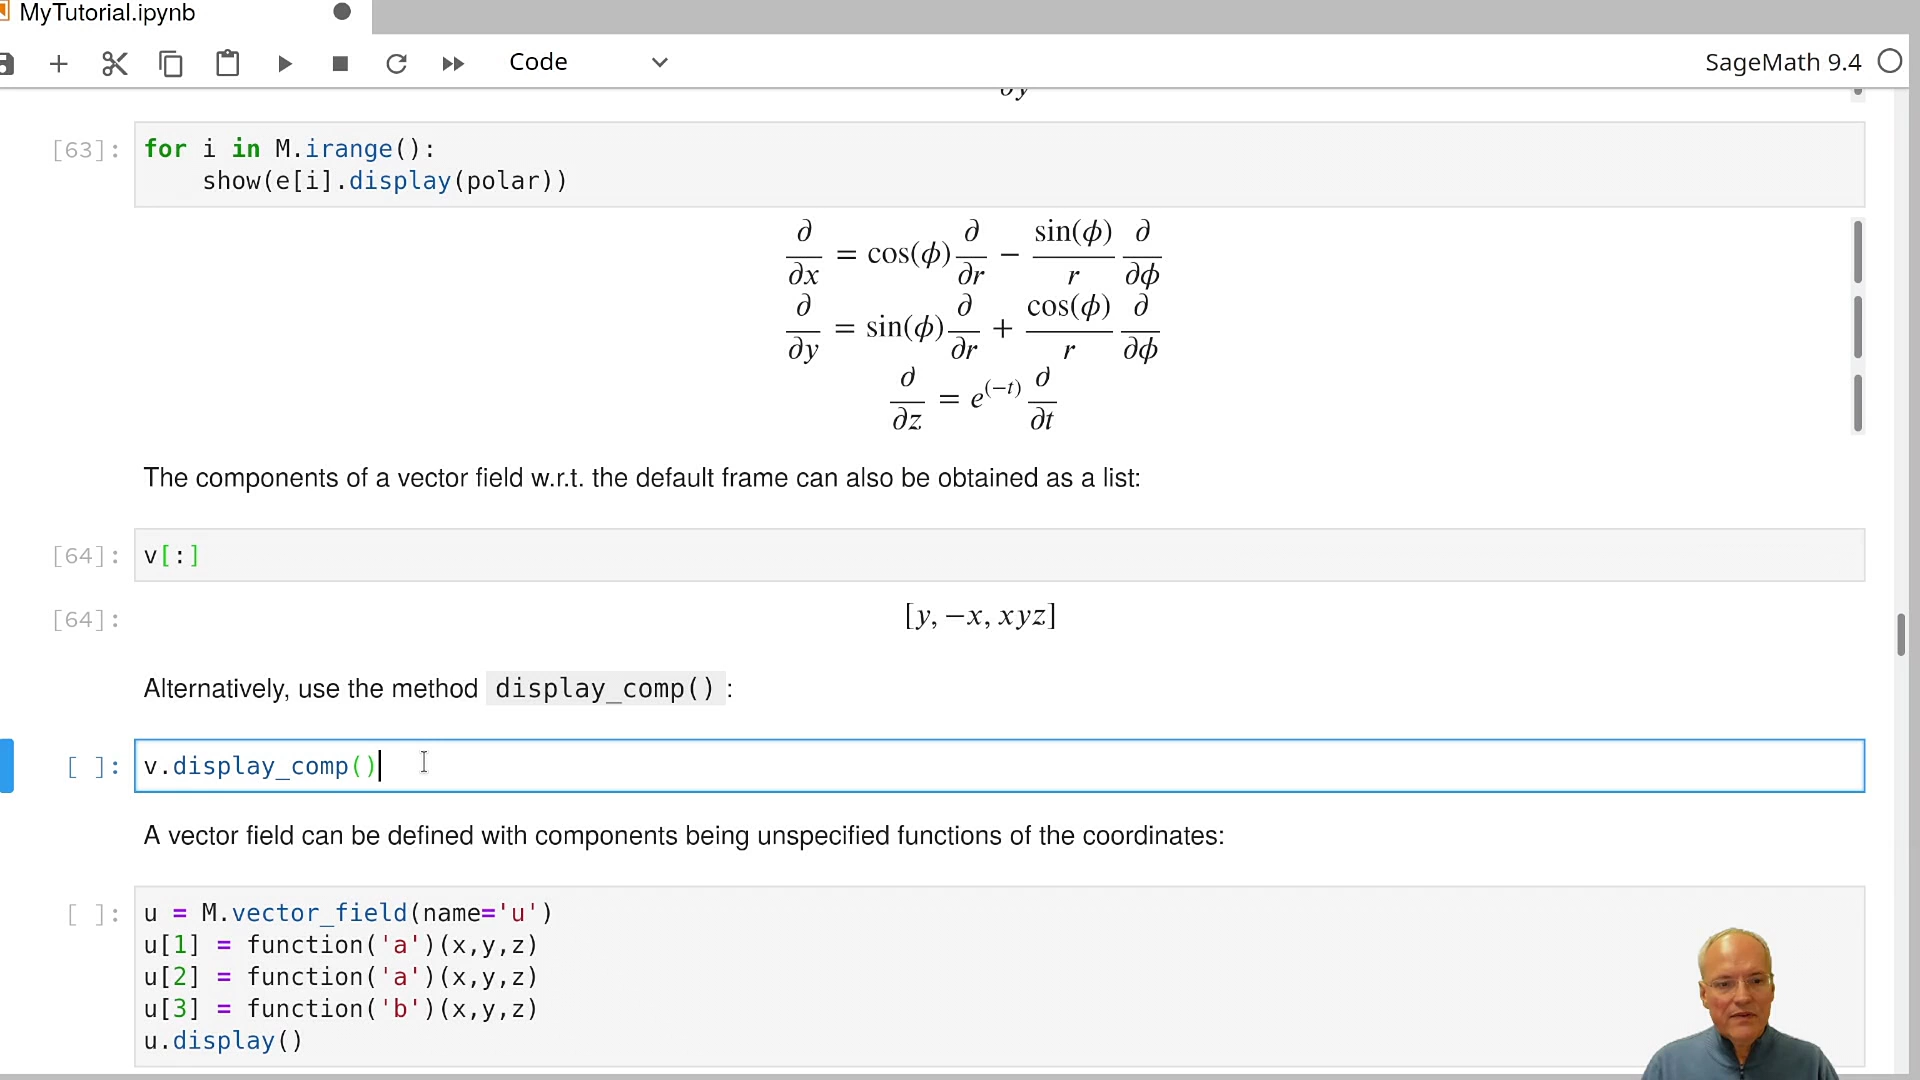 MyTutorial.ipynb
Code
SageMath 9.4
[63]: for i in M.irange():
show(e[i].display(polar))
∂/∂x = cos(ϕ) ∂/∂r − sin(ϕ)/r ∂/∂ϕ
∂/∂y = sin(ϕ) ∂/∂r + cos(ϕ)/r ∂/∂ϕ
∂/∂z = e^(−t) ∂/∂t
The components of a vector field w.r.t. the default frame can also be obtained as a list:
[64]: v[:]
[64]: [y, −x, xyz]
Alternatively, use the method display_comp() :
[ ]: v.display_comp()
A vector field can be defined with components being unspecified functions of the coordinates:
[ ]: u = M.vector_field(name='u')
u[1] = function('a')(x,y,z)
u[2] = function('a')(x,y,z)
u[3] = function('b')(x,y,z)
u.display()